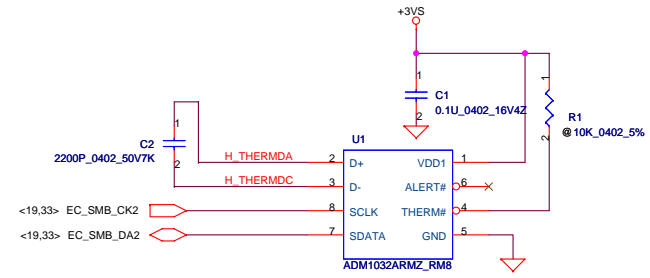 +3VS
1
C1
0.1U_0402_16V4Z
2
1
R1
@10K_0402_5%
2
1
C2
2200P_0402_50V7K
2
U1
H_THERMDA
2
D+
VDD1
1
H_THERMDC
3
D-
ALERT#
6
<19,33> EC_SMB_CK2
8
SCLK
THERM#
4
<19,33> EC_SMB_DA2
7
SDATA
GND
5
ADM1032ARMZ_RM8